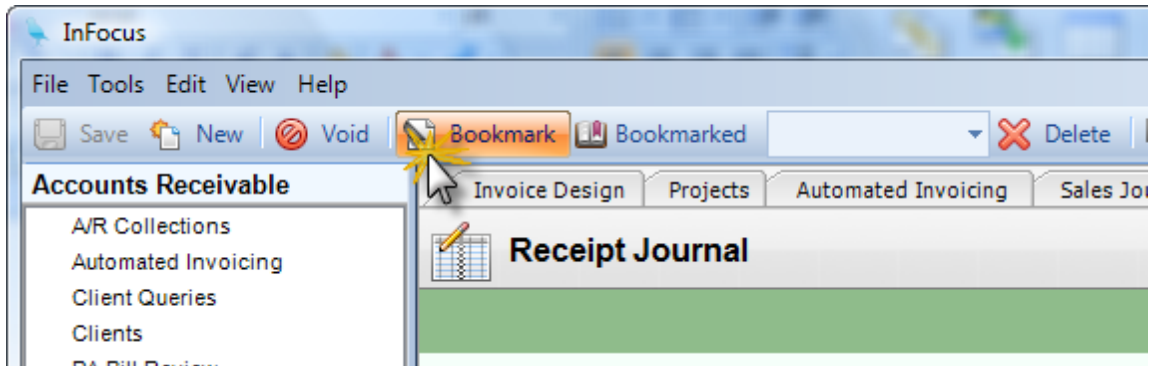 InFocus
File Tools Edit View Help
Save New Void Bookmark Bookmarked Delete
Accounts Receivable
Invoice Design Projects Automated Invoicing Sales
A/R Collections
Automated Invoicing
Client Queries
Clients
Receipt Journal